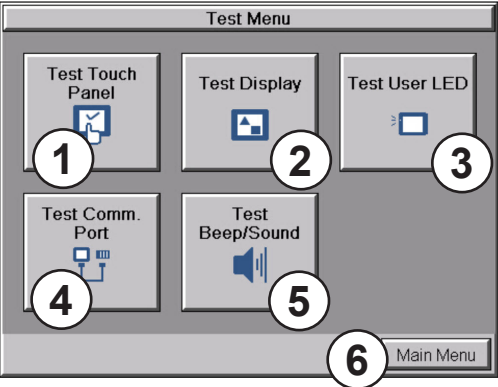 Test Menu
Test Touch
Panel
1
Test Display
2
Test User LED
3
Test Comm.
Port
4
Test
Beep/Sound
5
6
Main Menu